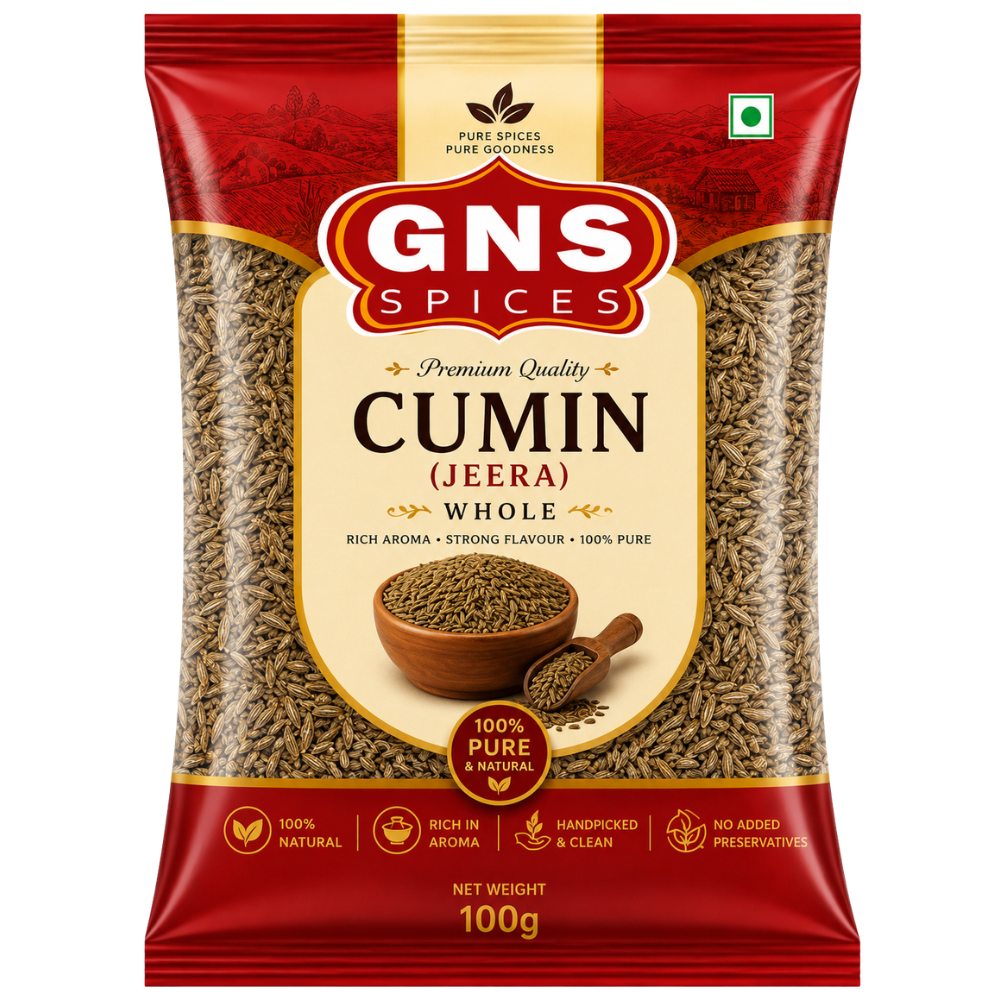 PURE SPICES
PURE GOODNESS
GNS
SPICES
Premium Quality
CUMIN
(JEERA)
WHOLE
RICH AROMA • STRONG FLAVOUR • 100% PURE
100%
PURE
& NATURAL
100%
NATURAL
RICH IN
AROMA
HANDPICKED
& CLEAN
NO ADDED
PRESERVATIVES
NET WEIGHT
100g